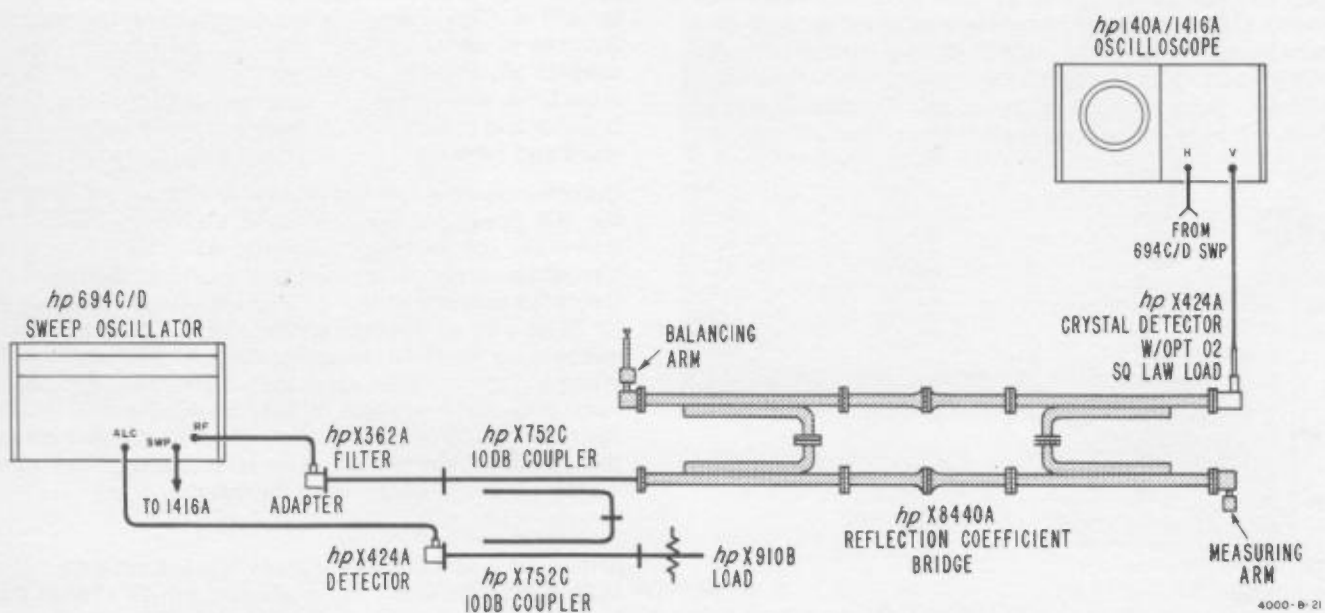 hp 140A/1416A
OSCILLOSCOPE
H
V
FROM
694C/D SWP
hp 694C/D
SWEEP OSCILLATOR
hp X424A
CRYSTAL DETECTOR
W/OPT 02
SQ LAW LOAD
BALANCING
ARM
ALC
SWP
RF
hp X362A
FILTER
hp X752C
10DB COUPLER
TO 1416A
ADAPTER
hp X8440A
REFLECTION COEFFICIENT
BRIDGE
hp X424A
DETECTOR
hp X752C
10DB COUPLER
hp X910B
LOAD
MEASURING
ARM
4000-B-21